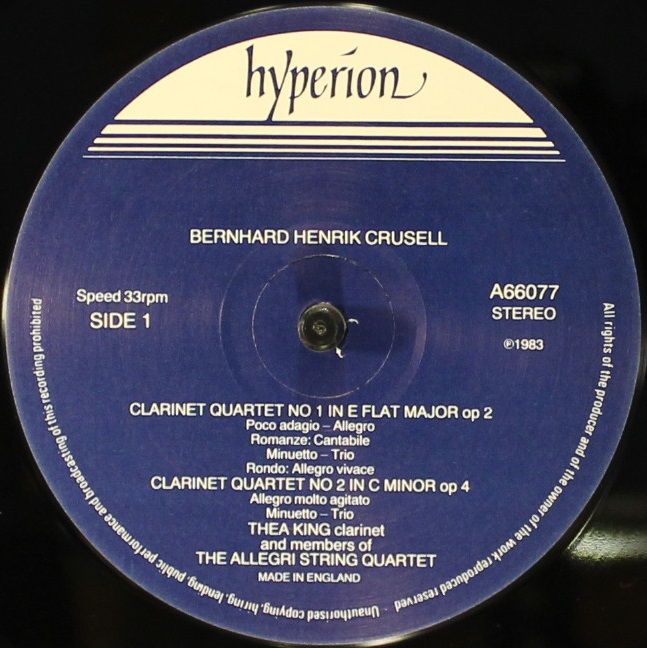 hyperion
BERNHARD HENRIK CRUSELL
Speed 33rpm
SIDE 1
A66077
STEREO
℗1983
CLARINET QUARTET NO 1 IN E FLAT MAJOR op 2
Poco adagio – Allegro
Romanze: Cantabile
Minuetto – Trio
Rondo: Allegro vivace
CLARINET QUARTET NO 2 IN C MINOR op 4
Allegro molto agitato
Minuetto – Trio
THEA KING clarinet
and members of
THE ALLEGRI STRING QUARTET
MADE IN ENGLAND
All rights of the producer and of the owner of the work reproduced reserved · Unauthorised copying, hiring, lending, public performance and broadcasting of this recording prohibited